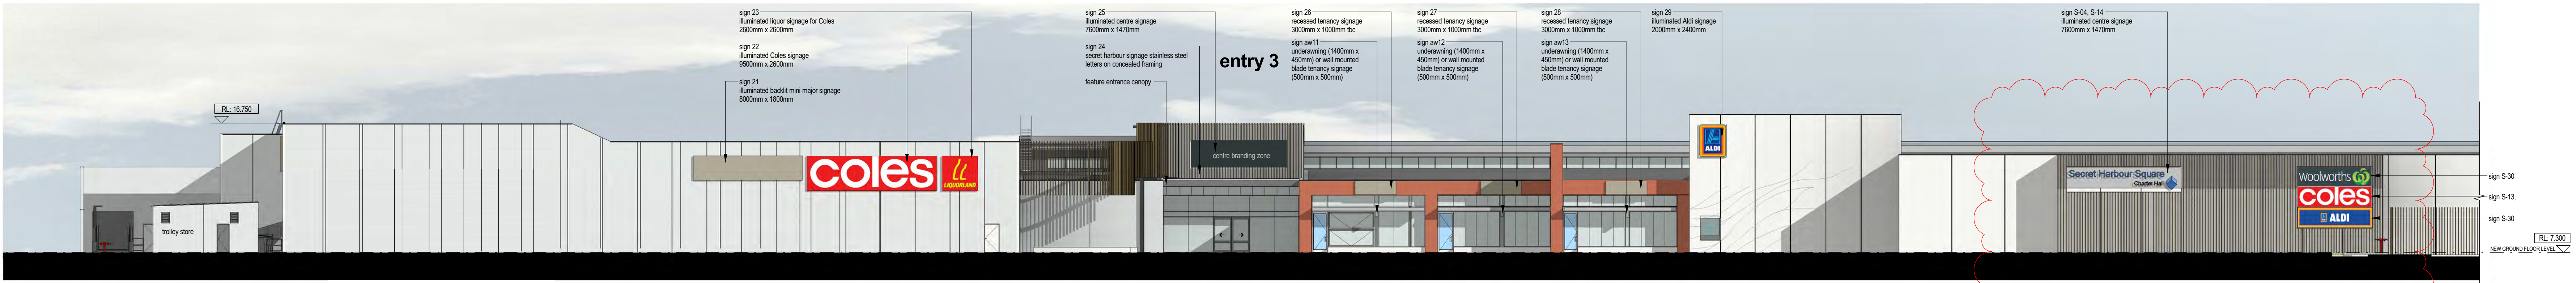 sign 23
illuminated liquor signage for Coles
2600mm x 2600mm
sign 22
illuminated Coles signage
9500mm x 2600mm
sign 21
illuminated backlit mini major signage
8000mm x 1800mm
sign 25
illuminated centre signage
7600mm x 1470mm
sign 24
secret harbour signage stainless steel
letters on concealed framing
feature entrance canopy
entry 3
sign 26
recessed tenancy signage
3000mm x 1000mm tbc
sign aw11
underawning (1400mm x
450mm) or wall mounted
blade tenancy signage
(500mm x 500mm)
sign 27
recessed tenancy signage
3000mm x 1000mm tbc
sign aw12
underawning (1400mm x
450mm) or wall mounted
blade tenancy signage
(500mm x 500mm)
sign 28
recessed tenancy signage
3000mm x 1000mm tbc
sign aw13
underawning (1400mm x
450mm) or wall mounted
blade tenancy signage
(500mm x 500mm)
sign 29
illuminated Aldi signage
2000mm x 2400mm
sign S-04, S-14
illuminated centre signage
7600mm x 1470mm
RL: 16.750
trolley store
coles
LL
LIQUORLAND
centre branding zone
ALDI
Secret Harbour Square
Charter Hall
Woolworths
coles
ALDI
sign S-30
sign S-13,
sign S-30
RL: 7.300
NEW GROUND FLOOR LEVEL